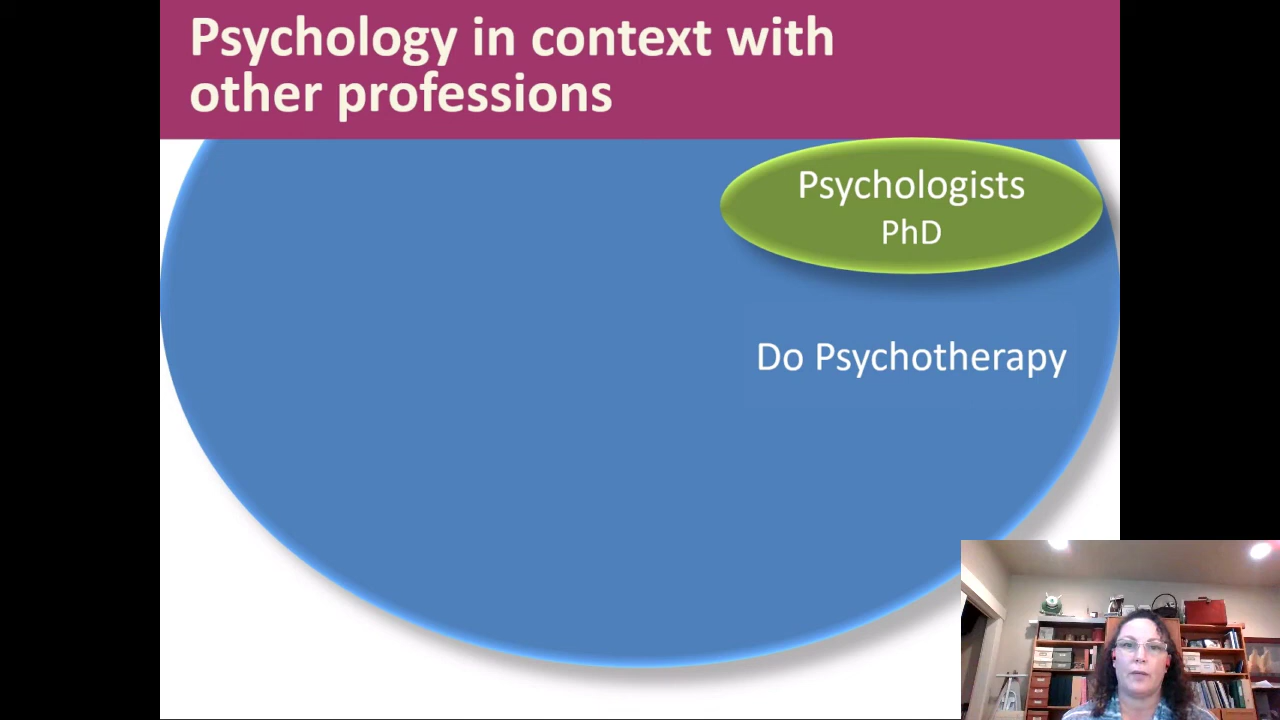 Psychology in context with
other professions
Psychologists
PhD
Do Psychotherapy